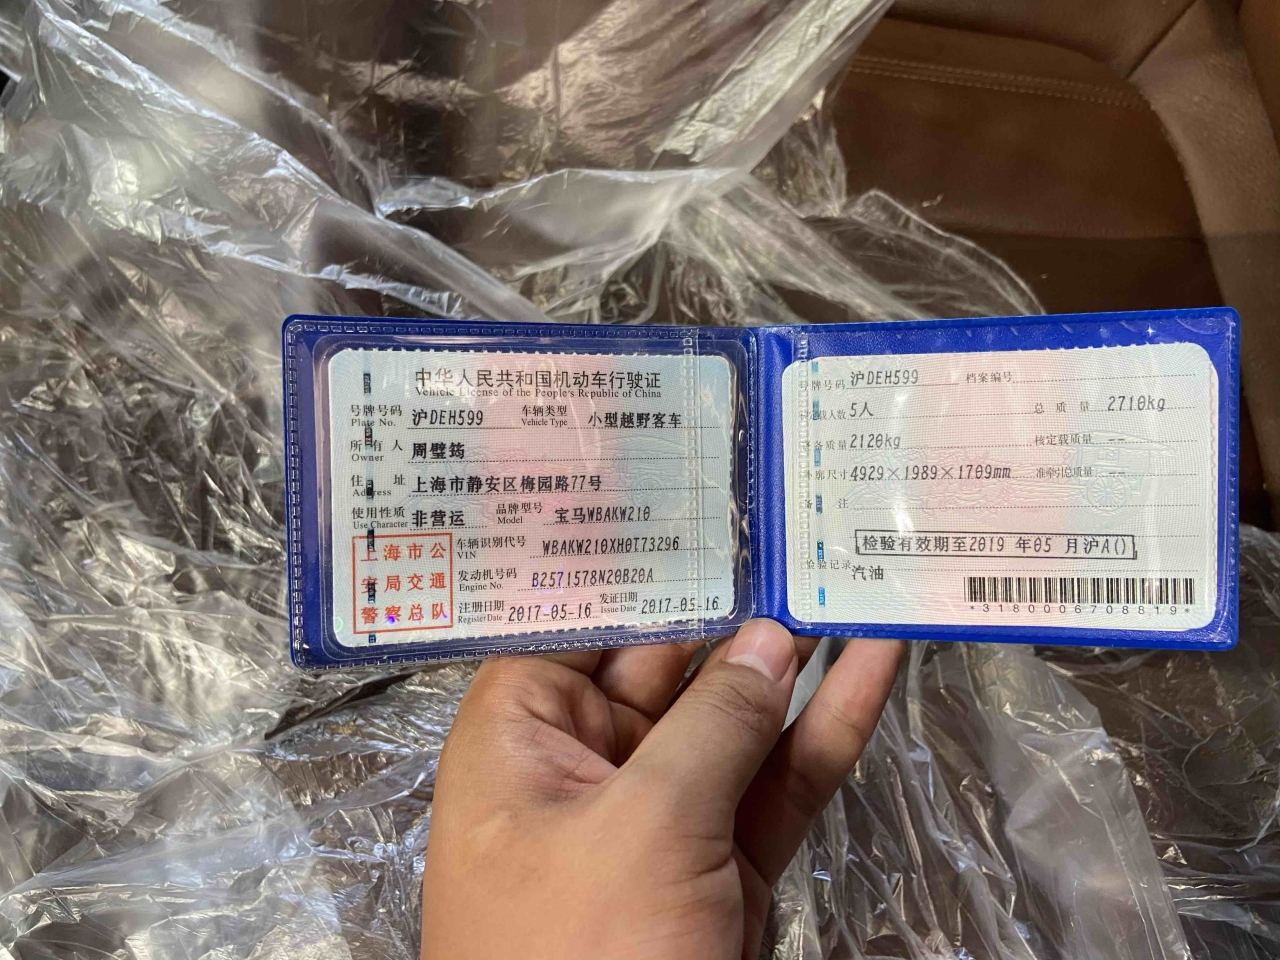 中华人民共和国机动车行驶证
Vehicle License of the People's Republic of China
号牌号码 沪DEH599 车辆类型 小型越野客车
Plate No. Vehicle Type
所有人 周璧筠
Owner
住址 上海市静安区梅园路77号
Address
使用性质 非营运 品牌型号 宝马WBAKW210
Use Character Model
上海市公安局交通警察总队
车辆识别代号 WBAKW210XH0T73296
VIN
发动机号码 B2571578N20B20A
Engine No.
注册日期 2017-05-16 发证日期 2017-05-16
Register Date Issue Date
号牌号码 沪DEH599 档案编号
核定载人数 5人 总质量 2710kg
整备质量 2120kg 核定载质量 --
外廓尺寸 4929×1989×1709mm 准牵引总质量 --
备注
检验有效期至2019年05月沪A()
检验记录
汽油
*3180006708819*